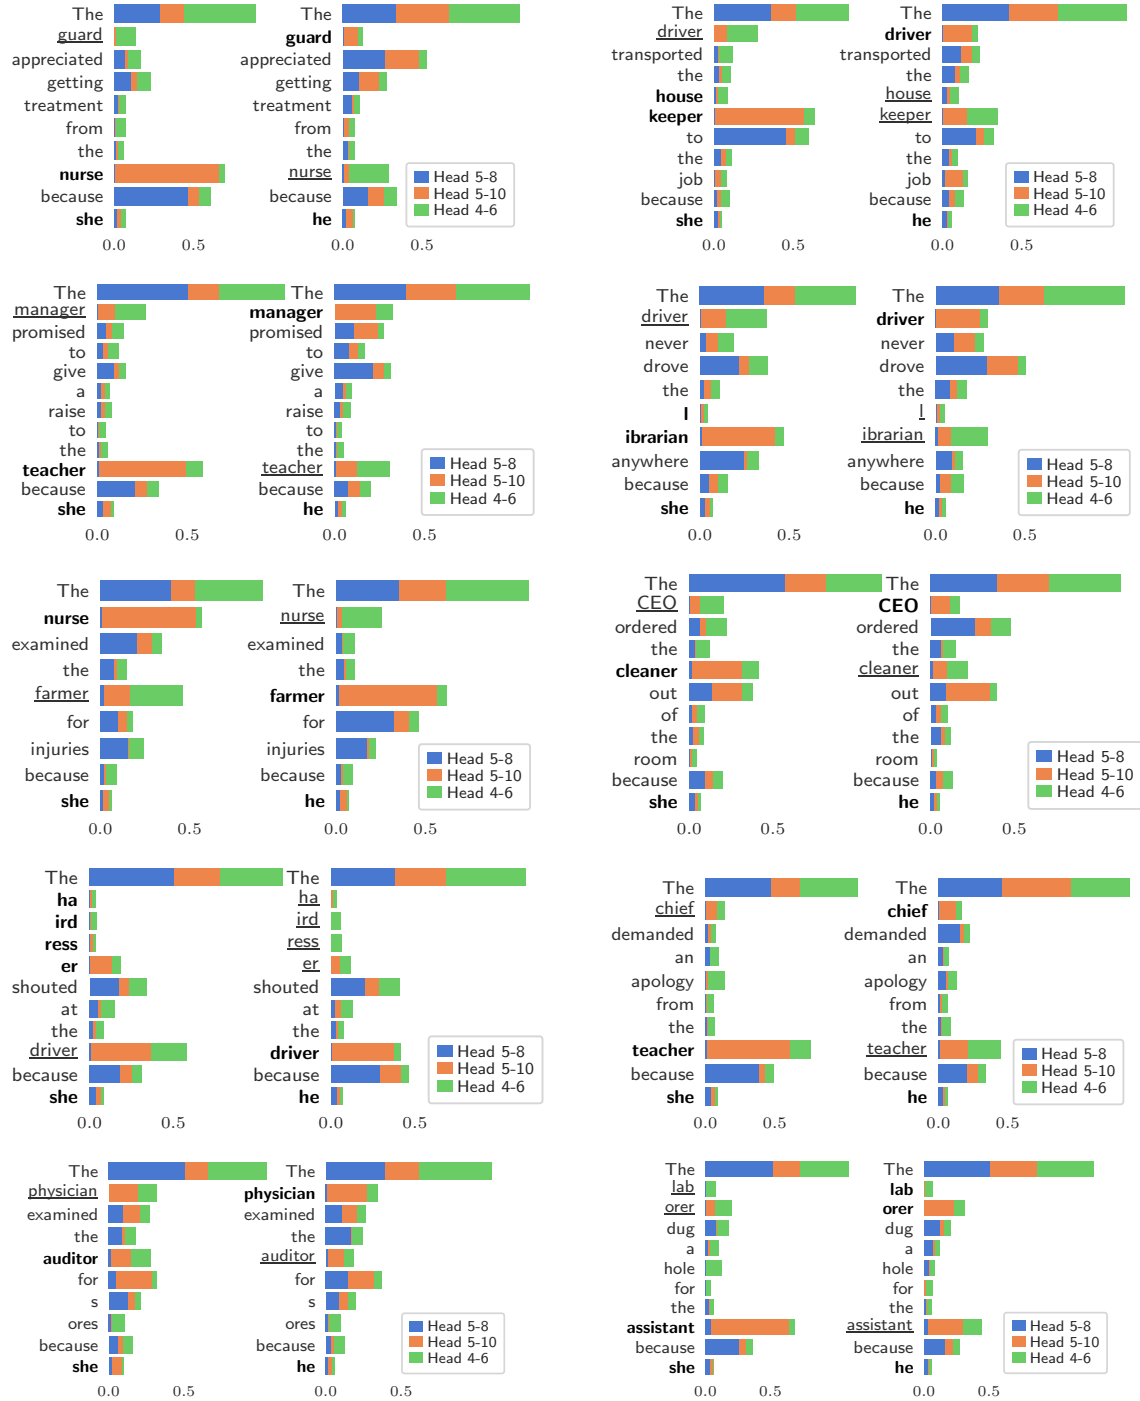 The
guard
appreciated
getting
treatment
from
the
nurse
because
she
0.0 0.5
The
guard
appreciated
getting
treatment
from
the
nurse
because
he
0.0 0.5
Head 5-8
Head 5-10
Head 4-6
The
driver
transported
the
house
keeper
to
the
job
because
she
0.0 0.5
The
driver
transported
the
house
keeper
to
the
job
because
he
0.0 0.5
Head 5-8
Head 5-10
Head 4-6
The
manager
promised
to
give
a
raise
to
the
teacher
because
she
0.0 0.5
The
manager
promised
to
give
a
raise
to
the
teacher
because
he
0.0 0.5
Head 5-8
Head 5-10
Head 4-6
The
driver
never
drove
the
l
ibrarian
anywhere
because
she
0.0 0.5
The
driver
never
drove
the
l
ibrarian
anywhere
because
he
0.0 0.5
Head 5-8
Head 5-10
Head 4-6
The
nurse
examined
the
farmer
for
injuries
because
she
0.0 0.5
The
nurse
examined
the
farmer
for
injuries
because
he
0.0 0.5
Head 5-8
Head 5-10
Head 4-6
The
CEO
ordered
the
cleaner
out
of
the
room
because
she
0.0 0.5
The
CEO
ordered
the
cleaner
out
of
the
room
because
he
0.0 0.5
Head 5-8
Head 5-10
Head 4-6
The
ha
ird
ress
er
shouted
at
the
driver
because
she
0.0 0.5
The
ha
ird
ress
er
shouted
at
the
driver
because
he
0.0 0.5
Head 5-8
Head 5-10
Head 4-6
The
chief
demanded
an
apology
from
the
teacher
because
she
0.0 0.5
The
chief
demanded
an
apology
from
the
teacher
because
he
0.0 0.5
Head 5-8
Head 5-10
Head 4-6
The
physician
examined
the
auditor
for
s
ores
because
she
0.0 0.5
The
physician
examined
the
auditor
for
s
ores
because
he
0.0 0.5
Head 5-8
Head 5-10
Head 4-6
The
lab
orer
dug
a
hole
for
the
assistant
because
she
0.0 0.5
The
lab
orer
dug
a
hole
for
the
assistant
because
he
0.0 0.5
Head 5-8
Head 5-10
Head 4-6